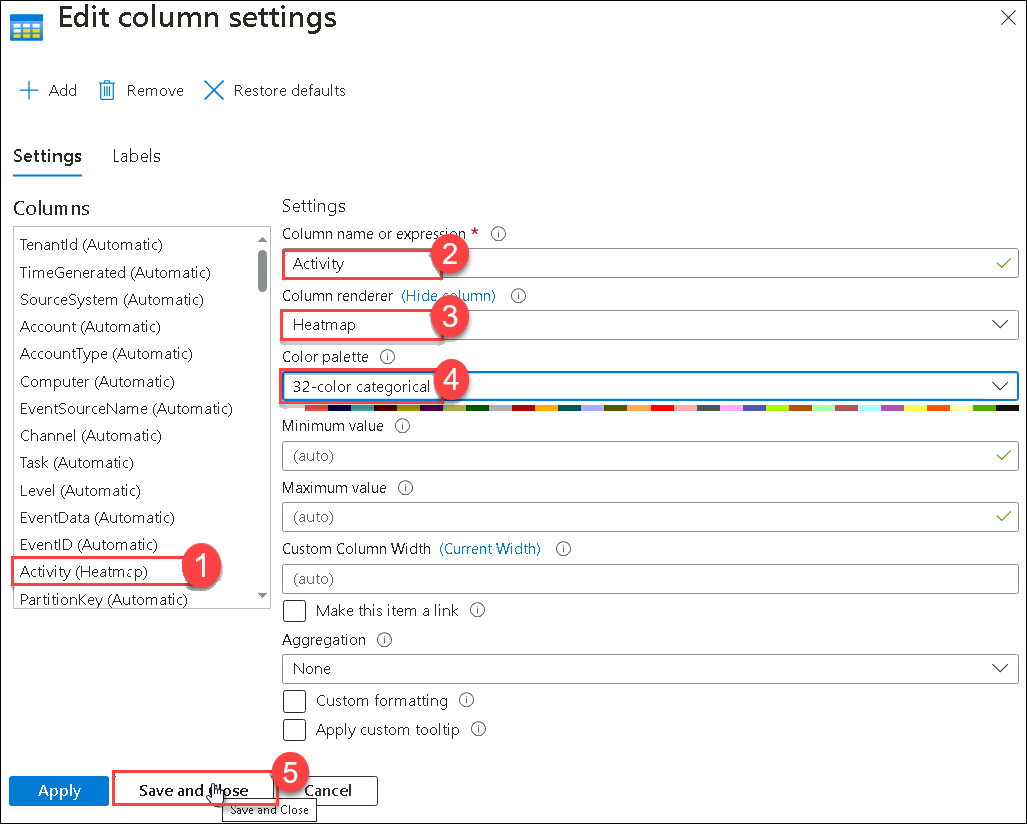 Edit column settings
Add Remove Restore defaults
Settings Labels
Columns
TenantId (Automatic)
TimeGenerated (Automatic)
SourceSystem (Automatic)
Account (Automatic)
AccountType (Automatic)
Computer (Automatic)
EventSourceName (Automatic)
Channel (Automatic)
Task (Automatic)
Level (Automatic)
EventData (Automatic)
EventID (Automatic)
Activity (Heatmap) 1
PartitionKey (Automatic)
Settings
Column name or expression *
Activity 2
Column renderer (Hide column)
Heatmap 3
Color palette
32-color categorical 4
Minimum value
(auto)
Maximum value
(auto)
Custom Column Width (Current Width)
(auto)
Make this item a link
Aggregation
None
Custom formatting
Apply custom tooltip
Apply Save and Close 5 Cancel
Save and Close